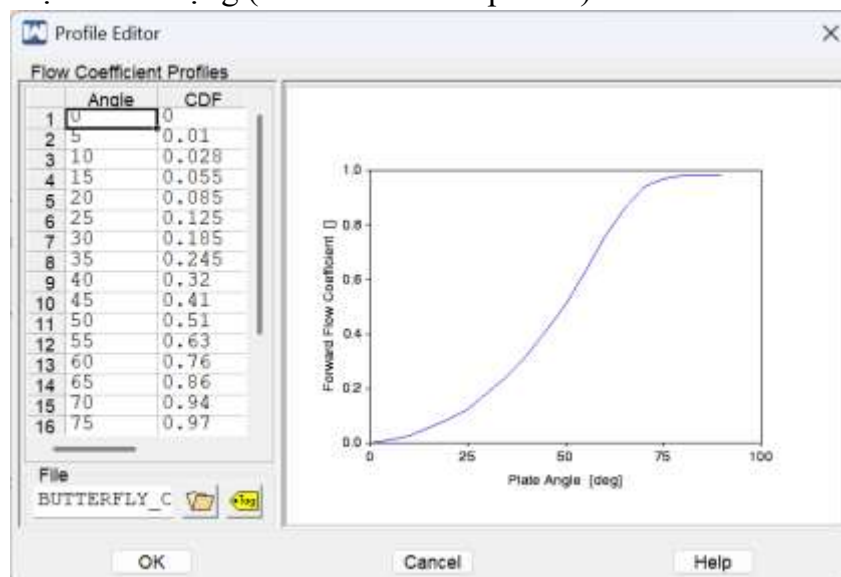 Profile Editor
Flow Coefficient Profiles
Angle CDF
1 0 0
2 5 0.01
3 10 0.028
4 15 0.055
5 20 0.085
6 25 0.125
7 30 0.185
8 35 0.245
9 40 0.32
10 45 0.41
11 50 0.51
12 55 0.63
13 60 0.76
14 65 0.86
15 70 0.94
16 75 0.97
File
BUTTERFLY_C
Tag
1.0
0.8
0.6
0.4
0.2
0.0
Forward Flow Coefficient []
0 25 50 75 100
Plate Angle [deg]
OK Cancel Help